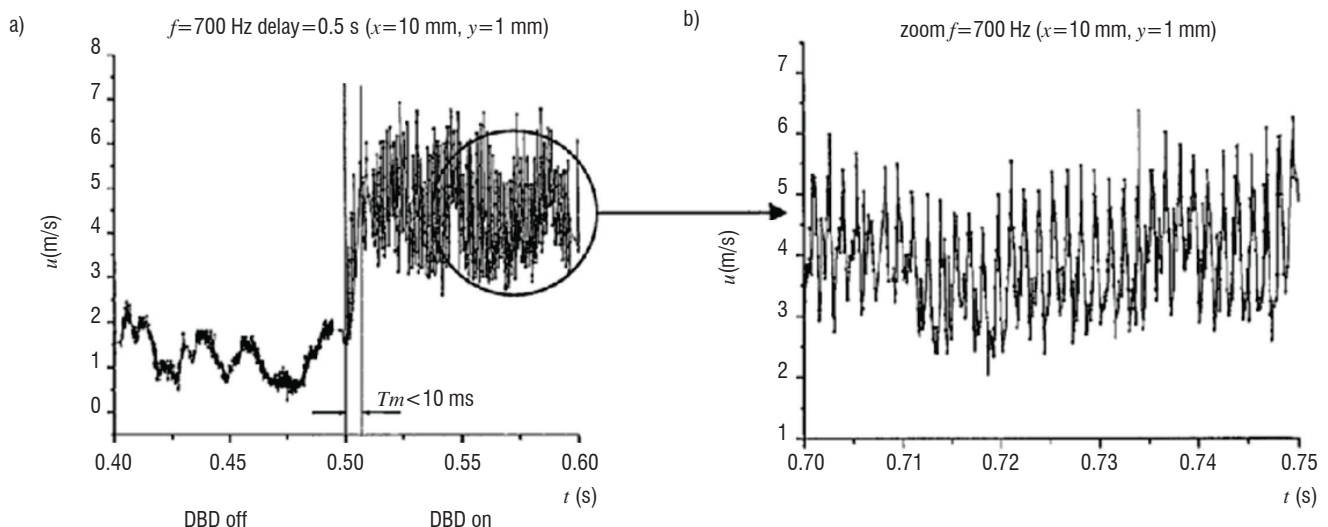 a)
f=700 Hz delay=0.5 s (x=10 mm, y=1 mm)
8
7
6
5
4
3
2
1
0
u(m/s)
Tm<10 ms
0.40 0.45 0.50 0.55 0.60
t (s)
DBD off DBD on
b)
zoom f=700 Hz (x=10 mm, y=1 mm)
7
6
5
4
3
2
1
u(m/s)
0.70 0.71 0.72 0.73 0.74 0.75
t (s)